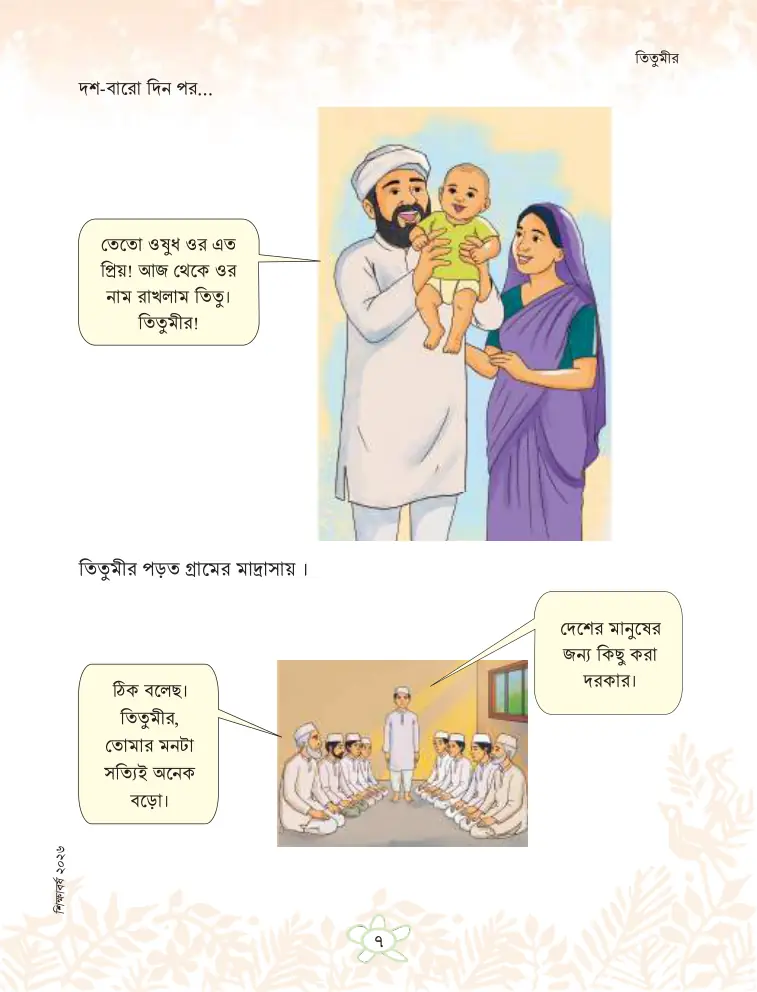 তিতুমীর
দশ-বারো দিন পর...
তেতো ওষুধ ওর এত
প্রিয়! আজ থেকে ওর
নাম রাখলাম তিতু।
তিতুমীর!
তিতুমীর পড়ত গ্রামের মাদ্রাসায় ।
দেশের মানুষের
জন্য কিছু করা
দরকার।
ঠিক বলেছ।
তিতুমীর,
তোমার মনটা
সত্যিই অনেক
বড়ো।
শিক্ষাবর্ষ ২০২৬
৭